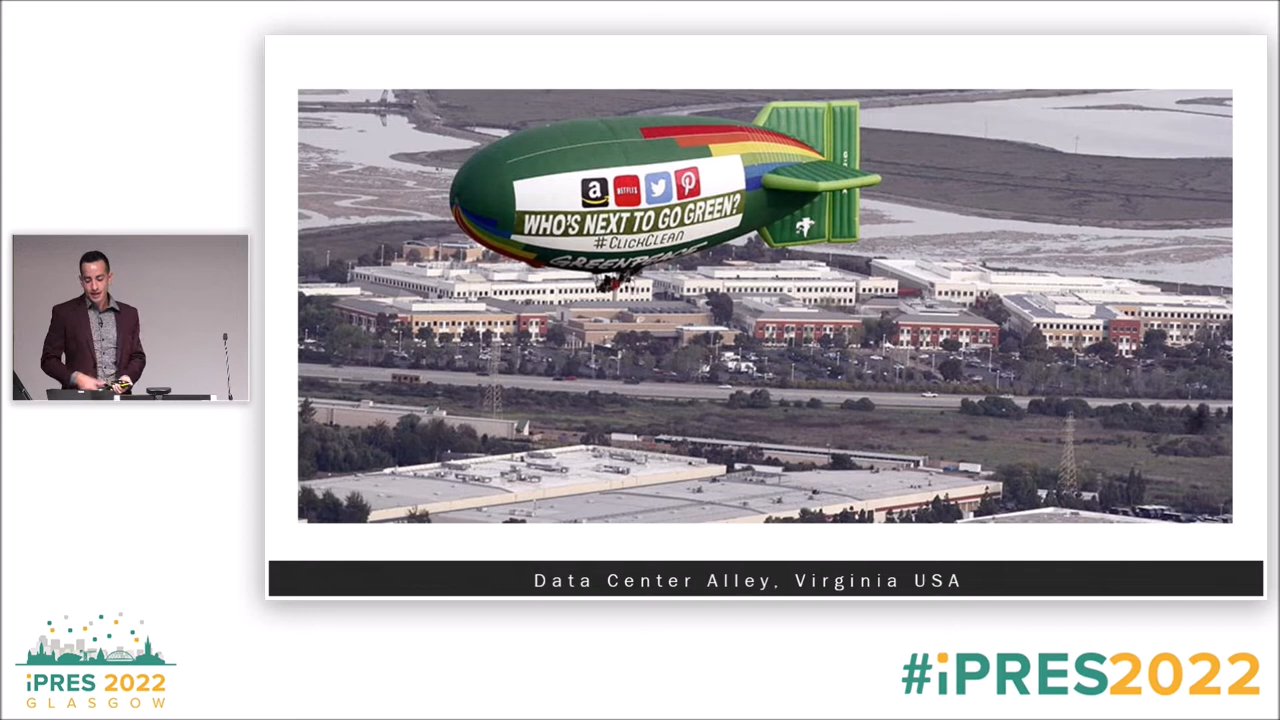 a
NETFLIX
WHO'S NEXT TO GO GREEN?
#CLICKCLEAN
GREENPEACE
Data Center Alley, Virginia USA
iPRES 2022
GLASGOW
#iPRES2022